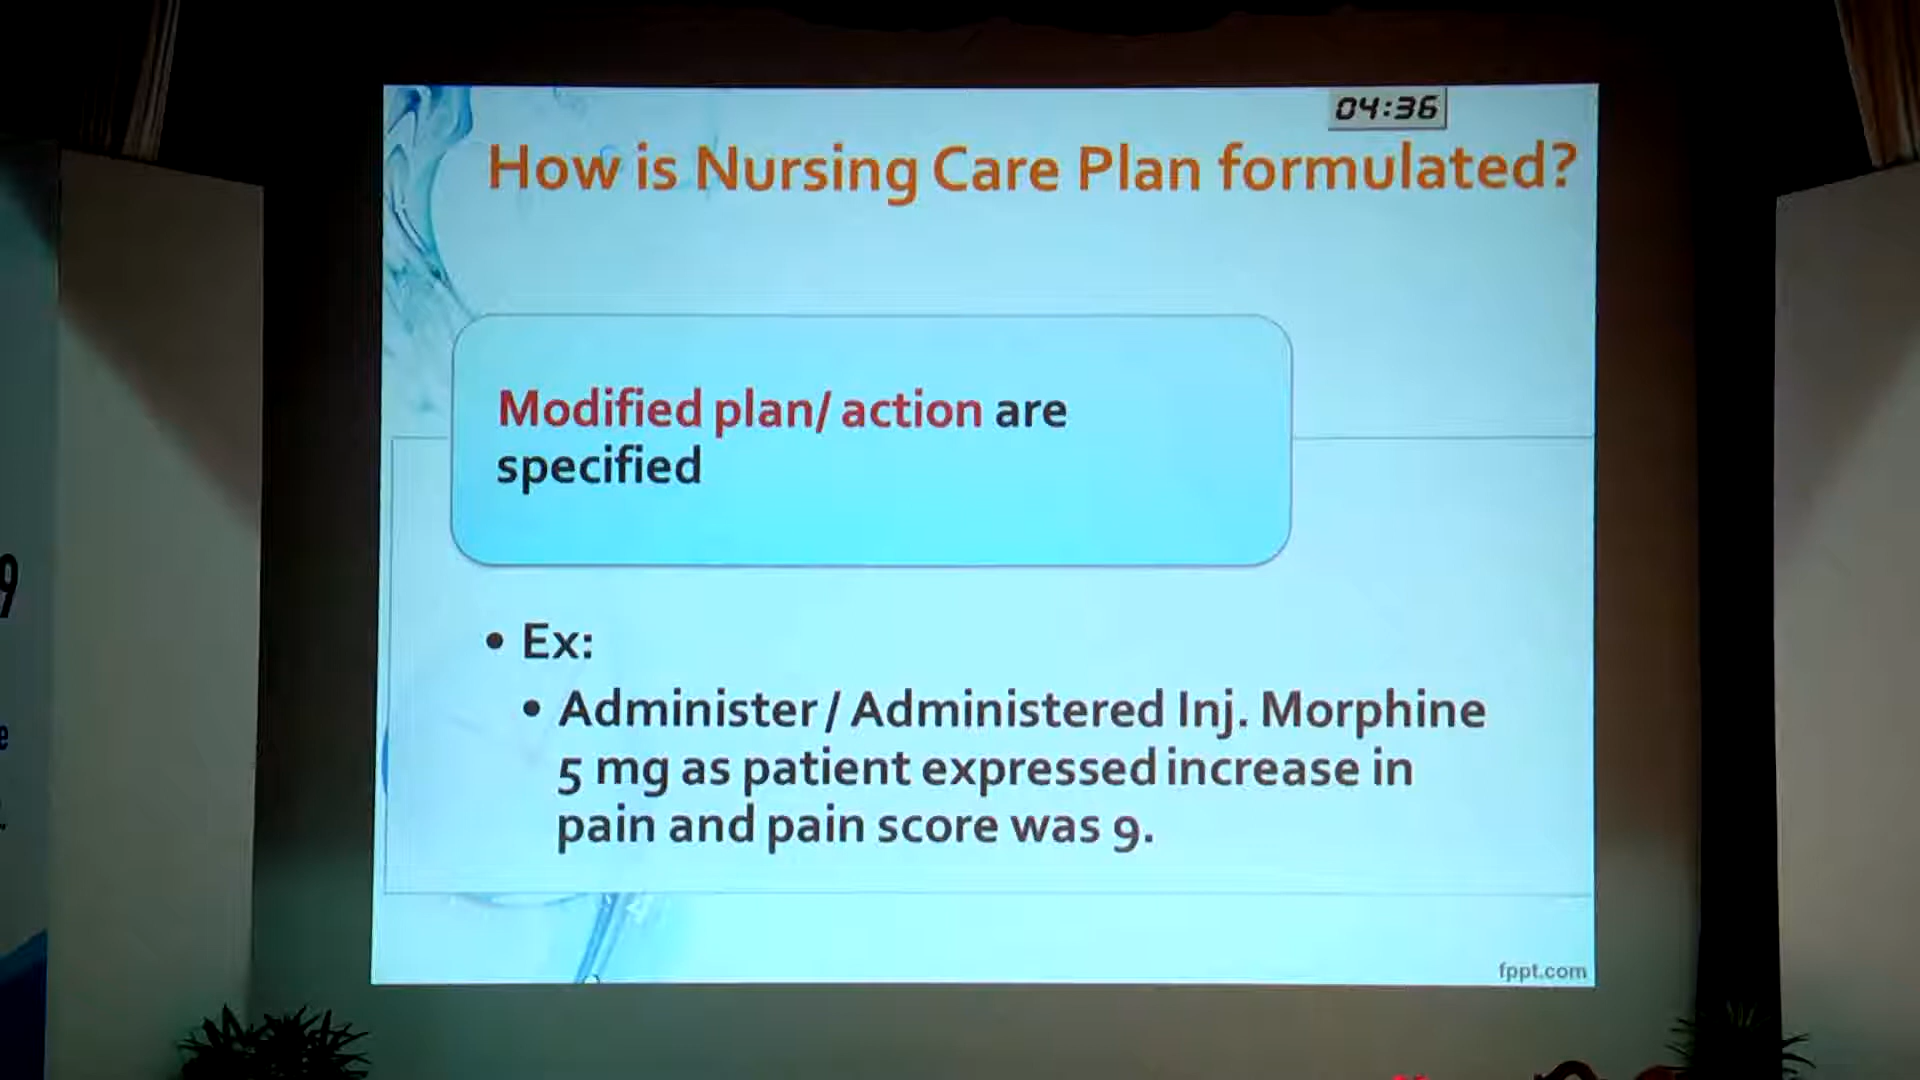 04:36
How is Nursing Care Plan formulated?
Modified plan/ action are
specified
• Ex:
• Administer / Administered Inj. Morphine
5 mg as patient expressed increase in
pain and pain score was 9.
fppt.com
9
e